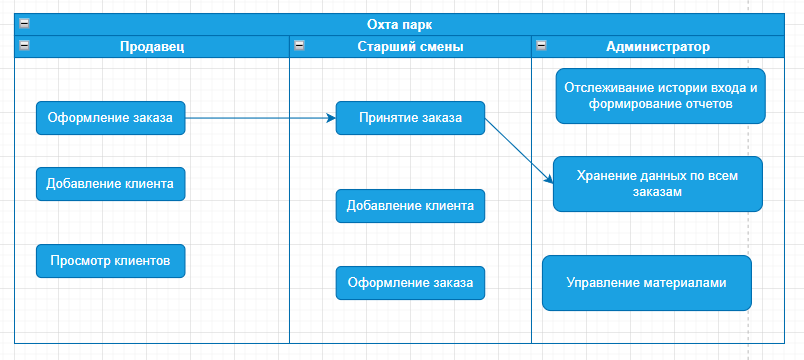 Охта парк
Продавец
Старший смены
Администратор
Оформление заказа
Добавление клиента
Просмотр клиентов
Принятие заказа
Добавление клиента
Оформление заказа
Отслеживание истории входа и
формирование отчетов
Хранение данных по всем
заказам
Управление материалами